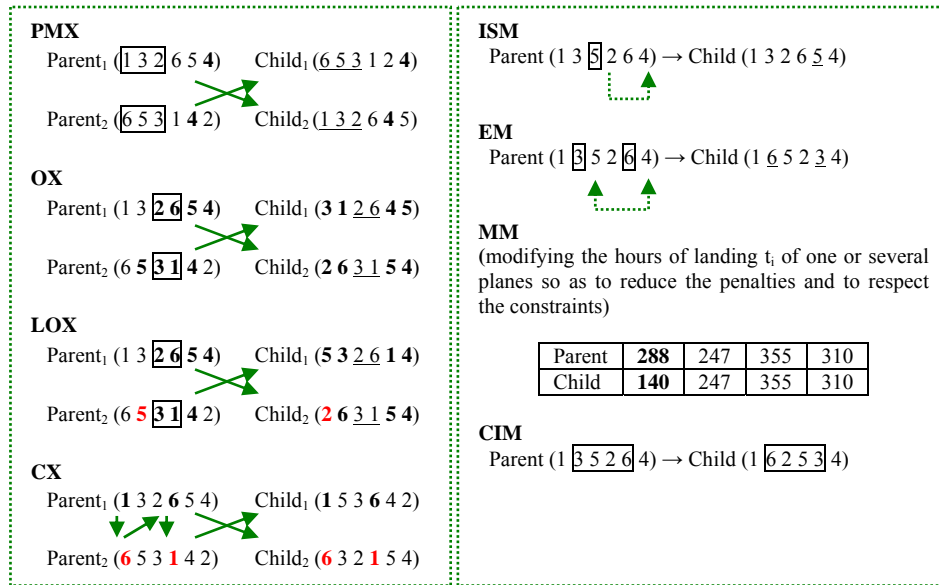 PMX
Parent₁ (1 3 2 6 5 4) Child₁ (6 5 3 1 2 4)
Parent₂ (6 5 3 1 4 2) Child₂ (1 3 2 6 4 5)
OX
Parent₁ (1 3 2 6 5 4) Child₁ (3 1 2 6 4 5)
Parent₂ (6 5 3 1 4 2) Child₂ (2 6 3 1 5 4)
LOX
Parent₁ (1 3 2 6 5 4) Child₁ (5 3 2 6 1 4)
Parent₂ (6 5 3 1 4 2) Child₂ (2 6 3 1 5 4)
CX
Parent₁ (1 3 2 6 5 4) Child₁ (1 5 3 6 4 2)
Parent₂ (6 5 3 1 4 2) Child₂ (6 3 2 1 5 4)
ISM
Parent (1 3 5 2 6 4) → Child (1 3 2 6 5 4)
EM
Parent (1 3 5 2 6 4) → Child (1 6 5 2 3 4)
MM
(modifying the hours of landing tᵢ of one or several
planes so as to reduce the penalties and to respect
the constraints)
Parent 288 247 355 310
Child 140 247 355 310
CIM
Parent (1 3 5 2 6 4) → Child (1 6 2 5 3 4)